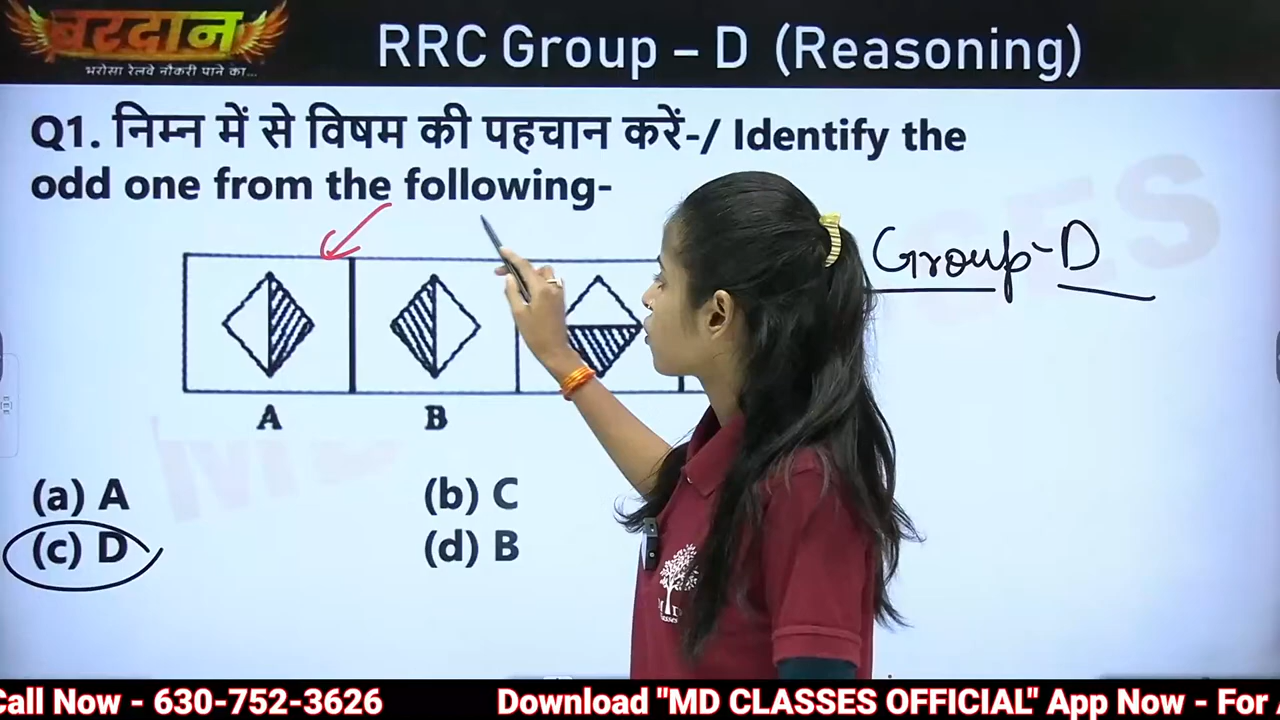 बरदान
भरोसा रेलवे नौकरी पाने का...
RRC Group – D (Reasoning)
Q1. निम्न में से विषम की पहचान करें-/ Identify the
odd one from the following-
Group-D
A
B
(a) A
(b) C
(c) D
(d) B
Call Now - 630-752-3626
Download "MD CLASSES OFFICIAL" App Now - For